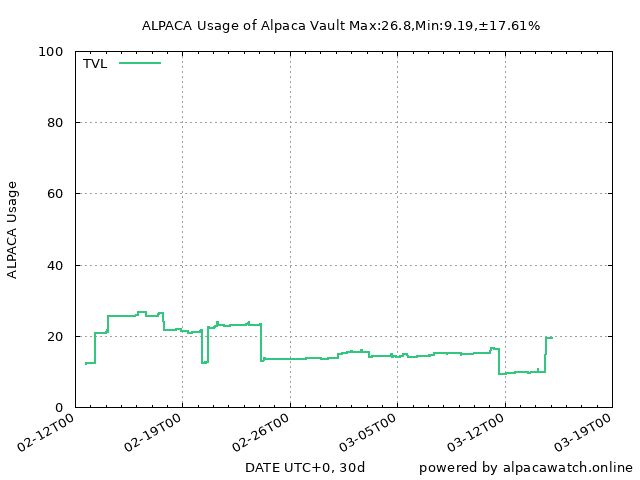 ALPACA Usage of Alpaca Vault Max:26.8,Min:9.19,±17.61%
TVL
100
80
60
40
20
0
ALPACA Usage
02-12T00
02-19T00
02-26T00
03-05T00
03-12T00
03-19T00
DATE UTC+0, 30d
powered by alpacawatch.online